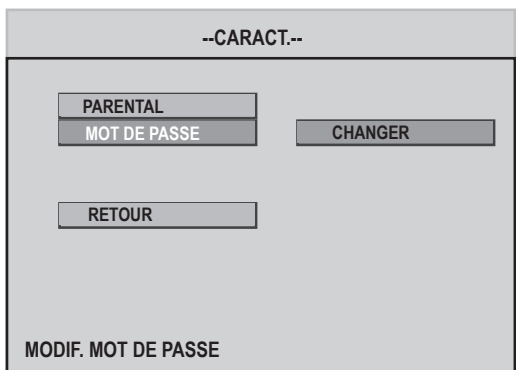 --CARACT.--
PARENTAL
MOT DE PASSE CHANGER
RETOUR
MODIF. MOT DE PASSE